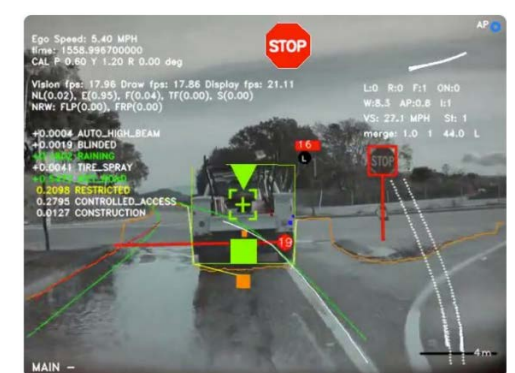 Ego Speed: 5.40 MPH
time: 1558.996700000
CAL P 0.60 Y 1.20 R 0.00 deg
STOP
AP
Vision fps: 17.96 Draw fps: 17.86 Display fps: 21.11
NL(0.02), E(0.95), F(0.04), TF(0.00), S(0.00)
NRW: FLP(0.00), FRP(0.00)
L:0 R:0 F:1 ON:0
W:8.3 AP:0.8 I:1
VS: 27.1 MPH St: 1
merge: 1.0 t 44.0 L
+0.0004 AUTO_HIGH_BEAM
+0.0019 BLINDED
RAINING
+0.0041 TIRE_SPRAY
0.2095 RESTRICTED
0.2795 CONTROLLED_ACCESS
0.0127 CONSTRUCTION
16
L
STOP
19
4m
MAIN -